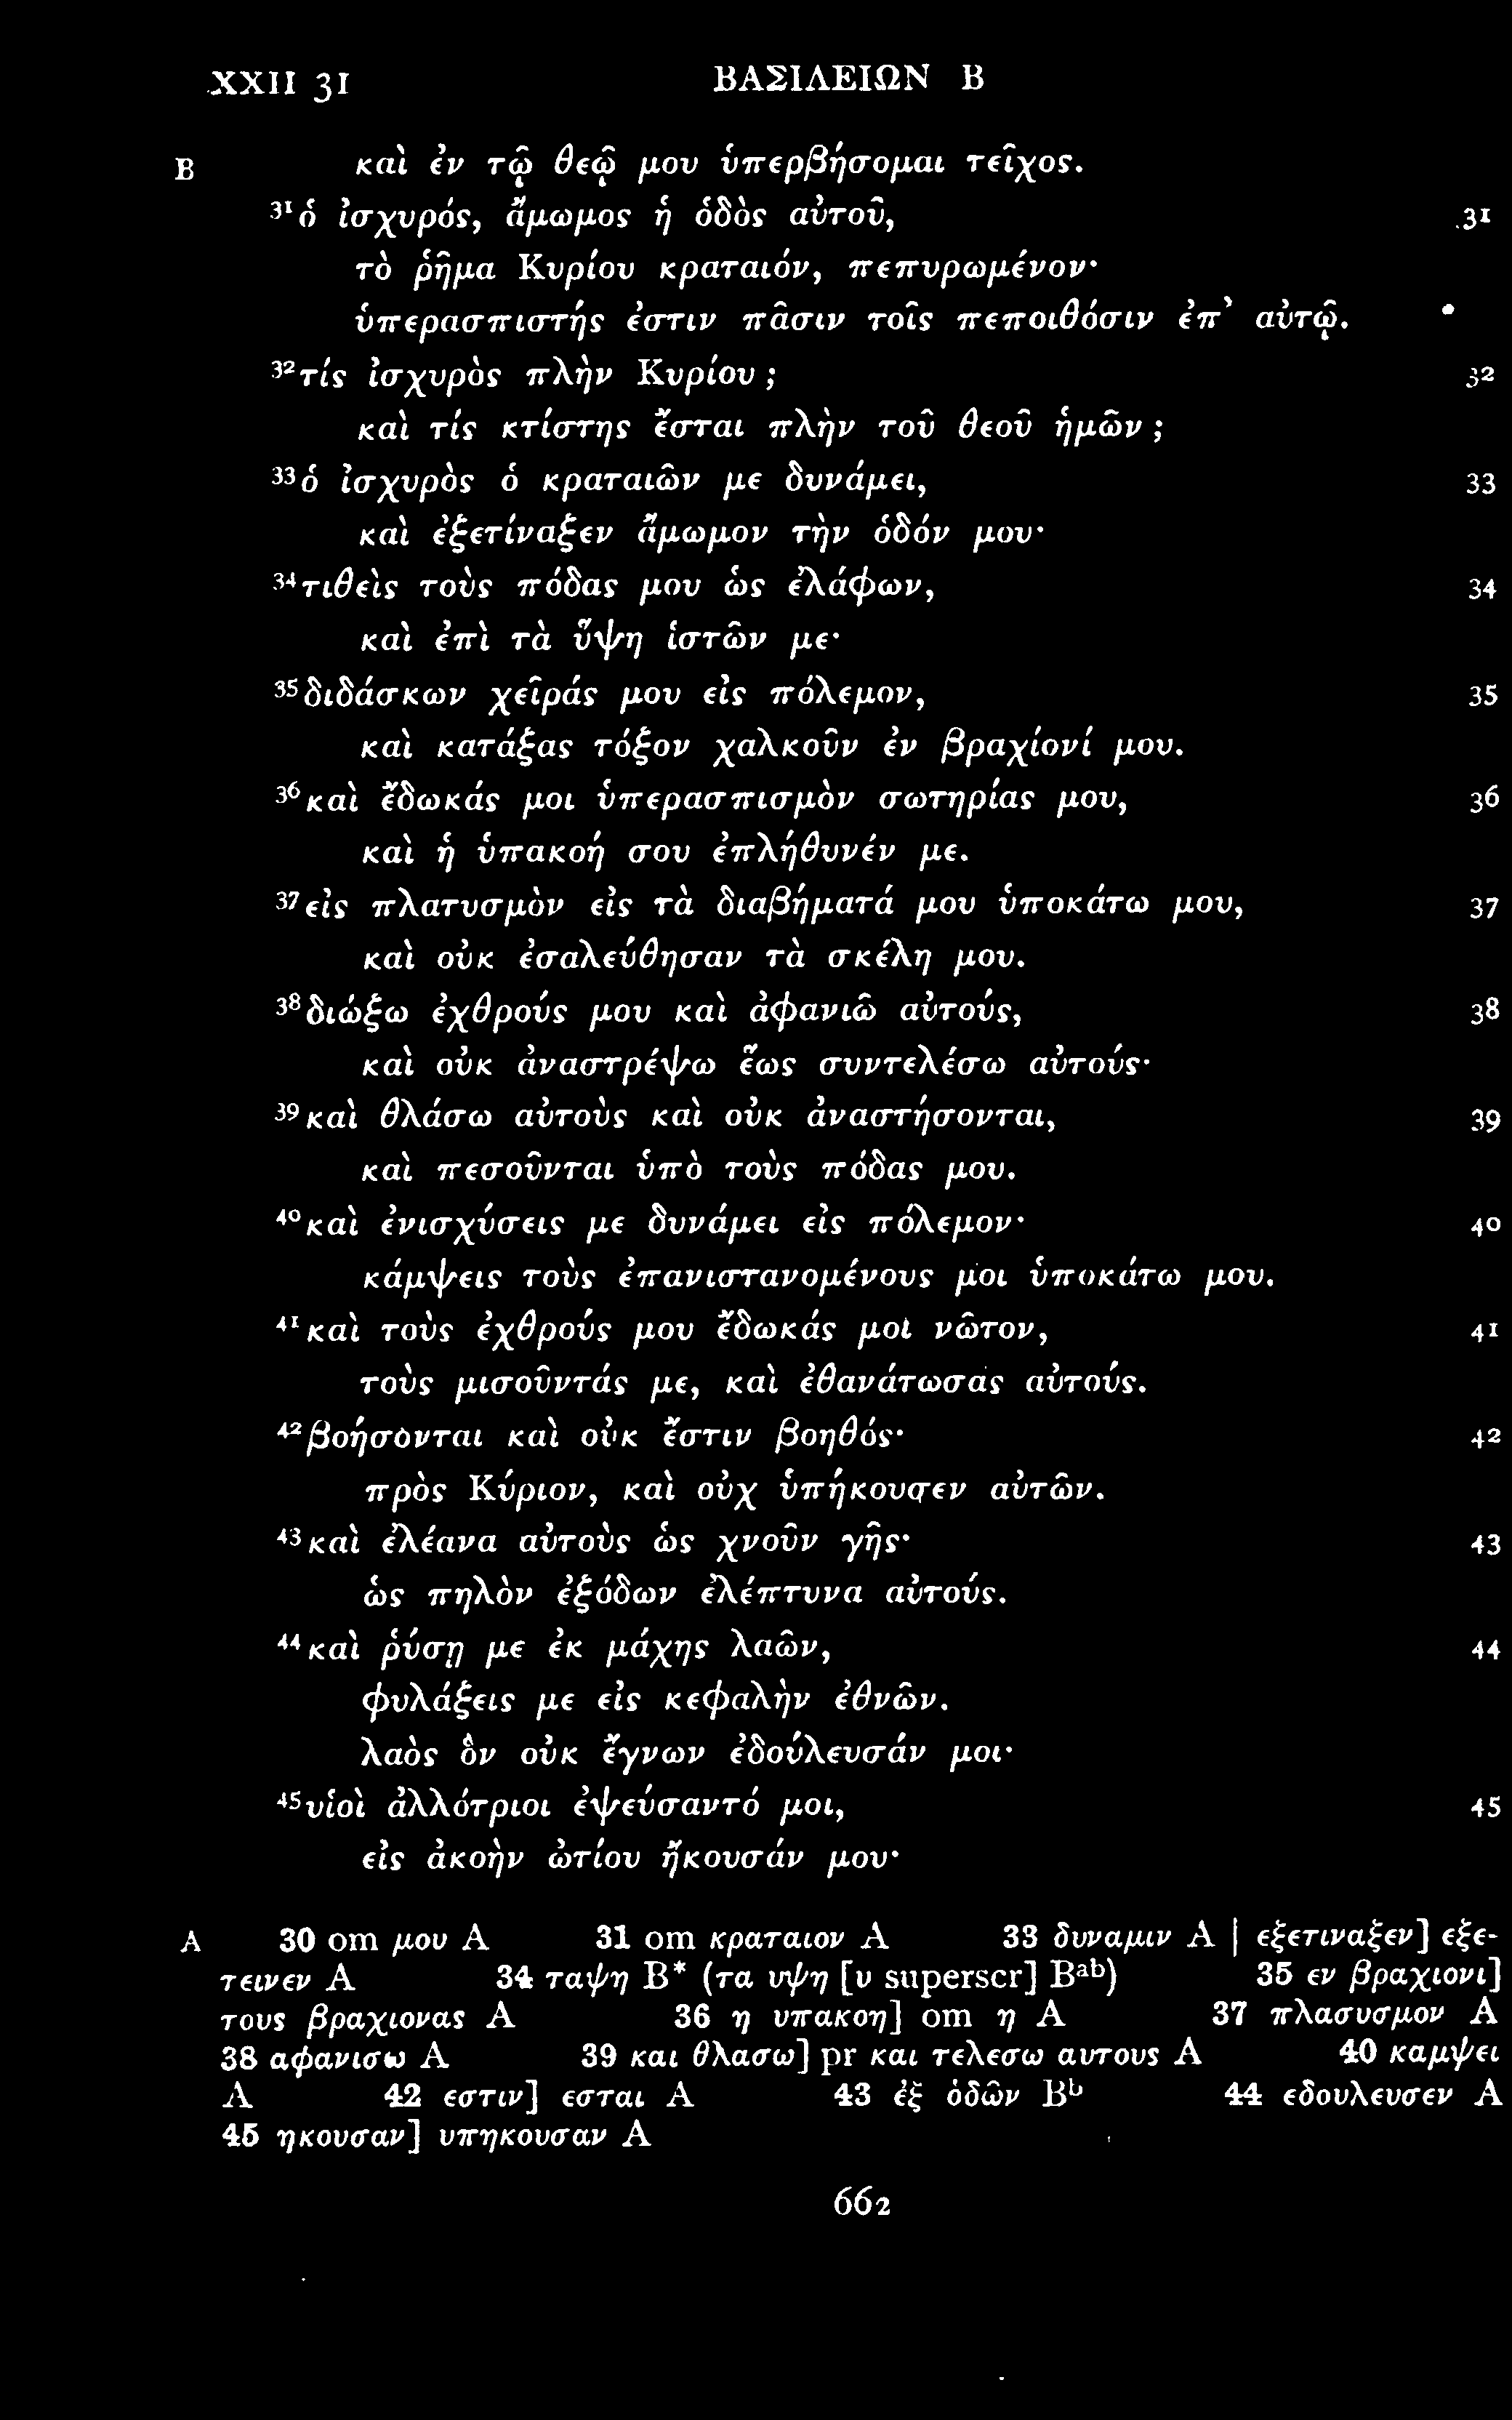 XXII 31 ΒΑΣΙΛΕΙΩΝ Β
B καὶ ἐν τῷ θεῷ μου ὑπερβήσομαι τεῖχος.
31 ὁ ἰσχυρός, ἄμωμος ἡ ὁδὸς αὐτοῦ, 31
τὸ ῥῆμα Κυρίου κραταιόν, πεπυρωμένον·
ὑπερασπιστής ἐστιν πᾶσιν τοῖς πεποιθόσιν ἐπ᾽ αὐτῷ.
32 τίς ἰσχυρὸς πλὴν Κυρίου ; 32
καὶ τίς κτίστης ἔσται πλὴν τοῦ θεοῦ ἡμῶν ;
33 ὁ ἰσχυρὸς ὁ κραταιῶν με δυνάμει, 33
καὶ ἐξετίναξεν ἄμωμον τὴν ὁδόν μου·
34 τιθεὶς τοὺς πόδας μου ὡς ἐλάφων, 34
καὶ ἐπὶ τὰ ὕψη ἱστῶν με·
35 διδάσκων χεῖράς μου εἰς πόλεμον, 35
καὶ κατάξας τόξον χαλκοῦν ἐν βραχίονί μου.
36 καὶ ἔδωκάς μοι ὑπερασπισμὸν σωτηρίας μου, 36
καὶ ἡ ὑπακοή σου ἐπλήθυνέν με.
37 εἰς πλατυσμὸν εἰς τὰ διαβήματά μου ὑποκάτω μου, 37
καὶ οὐκ ἐσαλεύθησαν τὰ σκέλη μου.
38 διώξω ἐχθρούς μου καὶ ἀφανιῶ αὐτούς, 38
καὶ οὐκ ἀναστρέψω ἕως συντελέσω αὐτούς·
39 καὶ θλάσω αὐτοὺς καὶ οὐκ ἀναστήσονται, 39
καὶ πεσοῦνται ὑπὸ τοὺς πόδας μου.
40 καὶ ἐνισχύσεις με δυνάμει εἰς πόλεμον· 40
κάμψεις τοὺς ἐπανιστανομένους μοι ὑποκάτω μου.
41 καὶ τοὺς ἐχθρούς μου ἔδωκάς μοι νῶτον, 41
τοὺς μισοῦντάς με, καὶ ἐθανάτωσας αὐτούς.
42 βοήσονται καὶ οὐκ ἔστιν βοηθός· 42
πρὸς Κύριον, καὶ οὐχ ὑπήκουσεν αὐτῶν.
43 καὶ ἐλέανα αὐτοὺς ὡς χνοῦν γῆς· 43
ὡς πηλὸν ἐξόδων ἐλέπτυνα αὐτούς.
44 καὶ ῥύσῃ με ἐκ μάχης λαῶν, 44
φυλάξεις με εἰς κεφαλὴν ἐθνῶν.
λαὸς ὃν οὐκ ἔγνων ἐδούλευσάν μοι·
45 υἱοὶ ἀλλότριοι ἐψεύσαντό μοι, 45
εἰς ἀκοὴν ὠτίου ἤκουσάν μου·
A 30 om μου A 31 om κραταιον A 33 δυναμιν A | εξετιναξεν] εξε-
τεινεν A 34 ταψη B* (τα υψη [υ superscr] Bab) 35 εν βραχιονι]
τους βραχιονας A 36 η υπακοη] om η A 37 πλασυσμον A
38 αφανισω A 39 και θλασω] pr και τελεσω αυτους A 40 καμψει
A 42 εστιν] εσται A 43 ἐξ ὁδῶν Bb 44 εδουλευσεν A
45 ηκουσαν] υπηκουσαν A
662